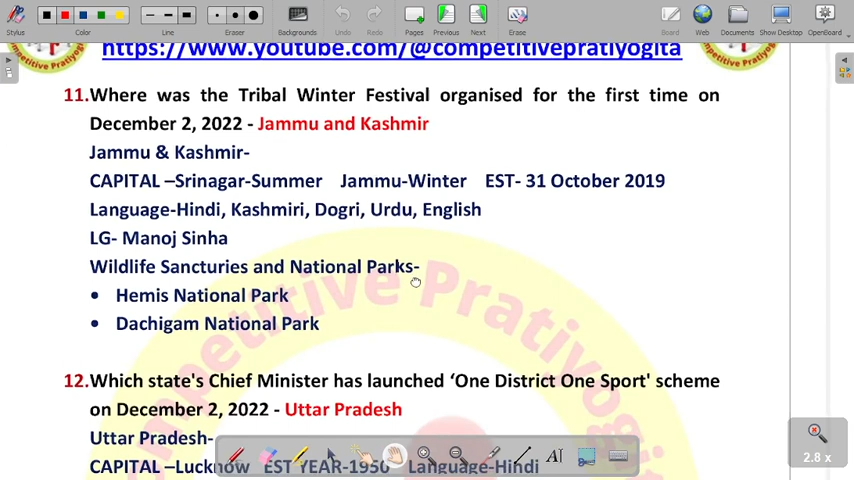 Stylus
Color
Line
Eraser
Backgrounds
Undo
Redo
Pages
Previous
Next
Erase
Board
Web
Documents
Show Desktop
OpenBoard
https://www.youtube.com/@competitivepratiyogita
11.Where was the Tribal Winter Festival organised for the first time on
December 2, 2022 - Jammu and Kashmir
Jammu & Kashmir-
CAPITAL –Srinagar-Summer Jammu-Winter EST- 31 October 2019
Language-Hindi, Kashmiri, Dogri, Urdu, English
LG- Manoj Sinha
Wildlife Sancturies and National Parks-
• Hemis National Park
• Dachigam National Park
12.Which state's Chief Minister has launched ‘One District One Sport' scheme
on December 2, 2022 - Uttar Pradesh
Uttar Pradesh-
CAPITAL –Lucknow EST YEAR-1950 Language-Hindi
2.8 x
Competitive Pratiyogita